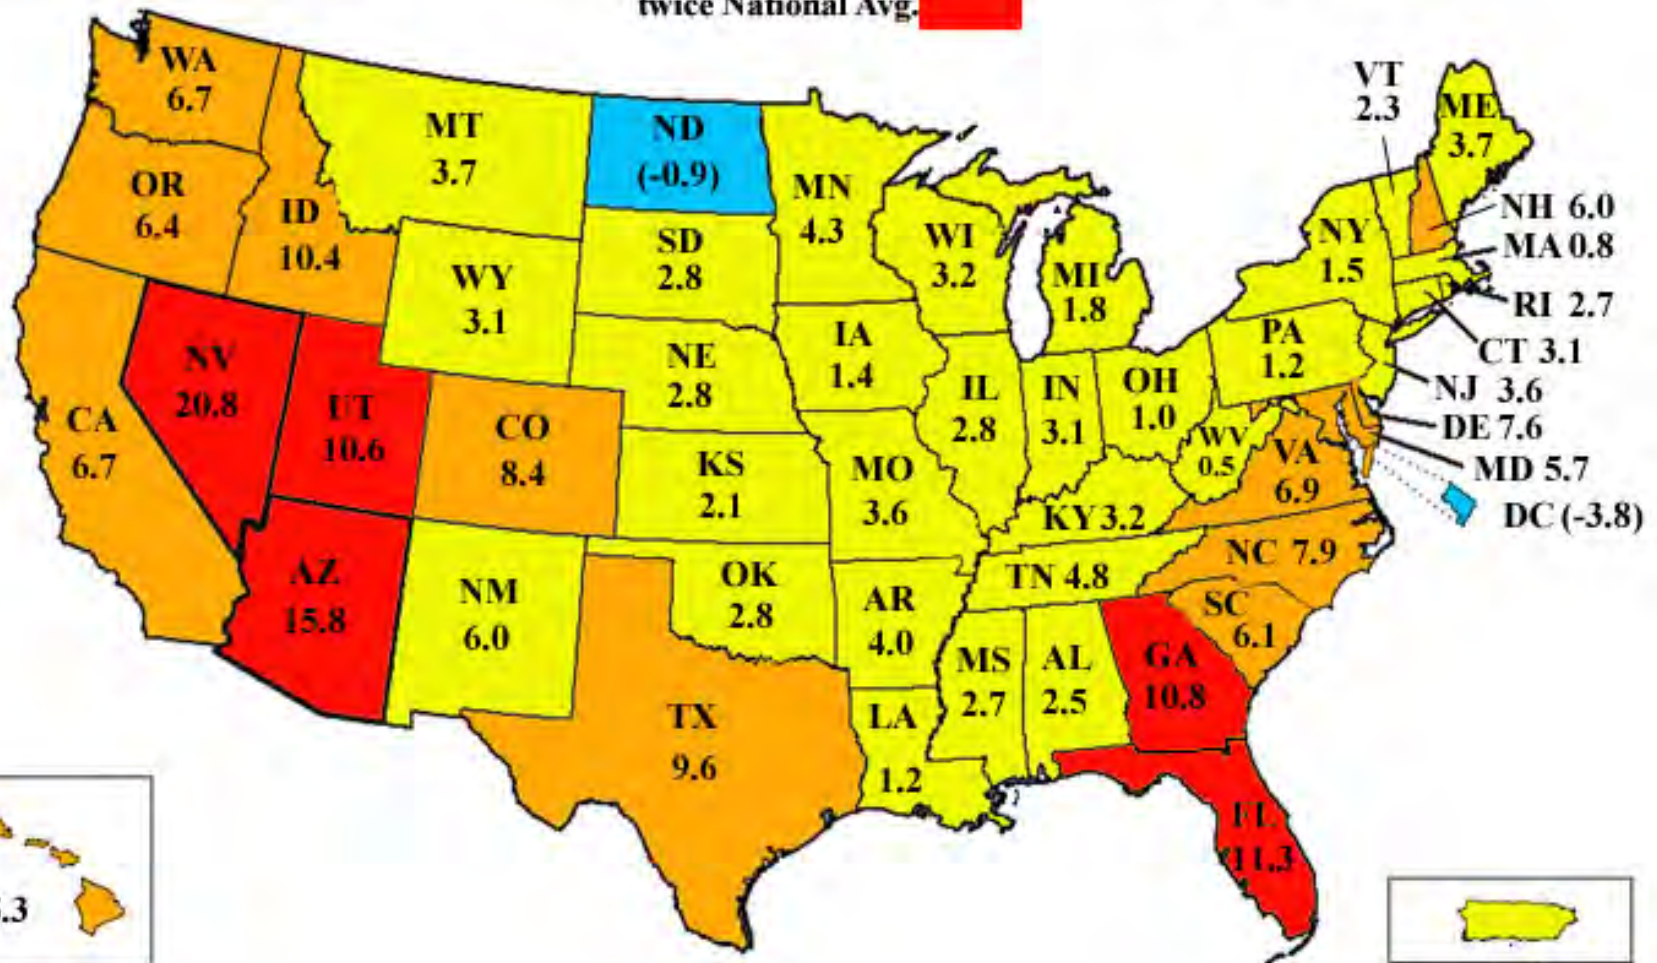 twice National Avg.
WA
6.7
OR
6.4
ID
10.4
MT
3.7
ND
(-0.9)
MN
4.3
SD
2.8
WY
3.1
WI
3.2
MI
1.8
VT
2.3
ME
3.7
NH 6.0
MA 0.8
NY
1.5
RI 2.7
CT 3.1
NJ 3.6
DE 7.6
MD 5.7
DC (-3.8)
NV
20.8
UT
10.6
CA
6.7
CO
8.4
NE
2.8
IA
1.4
IL
2.8
IN
3.1
OH
1.0
PA
1.2
WV
0.5
VA
6.9
KS
2.1
MO
3.6
KY 3.2
NC 7.9
TN 4.8
SC
6.1
AZ
15.8
NM
6.0
OK
2.8
AR
4.0
MS
2.7
AL
2.5
GA
10.8
TX
9.6
LA
1.2
FL
11.3
.3